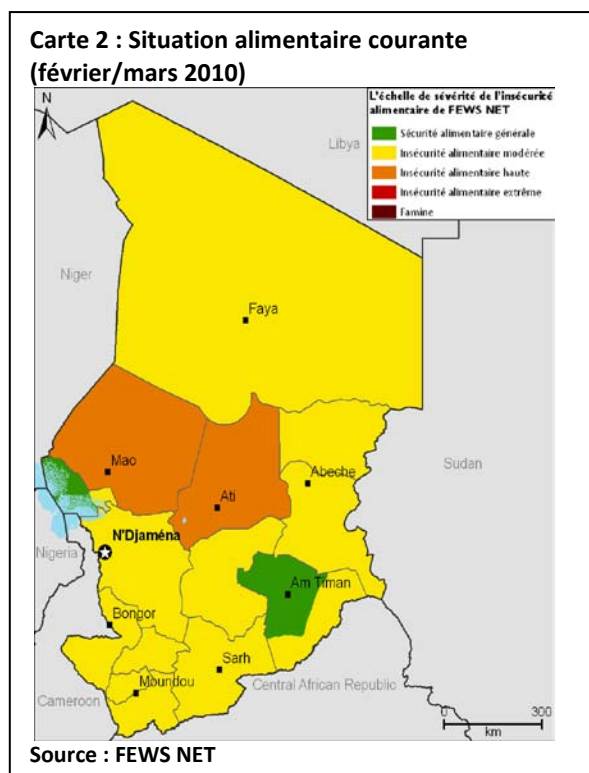 Carte 2 : Situation alimentaire courante
(février/mars 2010)
N
L'échelle de sévérité de l'insécurité
alimentaire de FEWS NET
Sécurité alimentaire générale
Insécurité alimentaire modérée
Insécurité alimentaire haute
Insécurité alimentaire extrême
Famine
Libya
Niger
Faya
Mao
Abeche
Sudan
Ati
N'Djaména
Nigeria
Am Timan
Bongor
Sarh
Moundou
Central African Republic
Cameroon
0 300
km
Source : FEWS NET